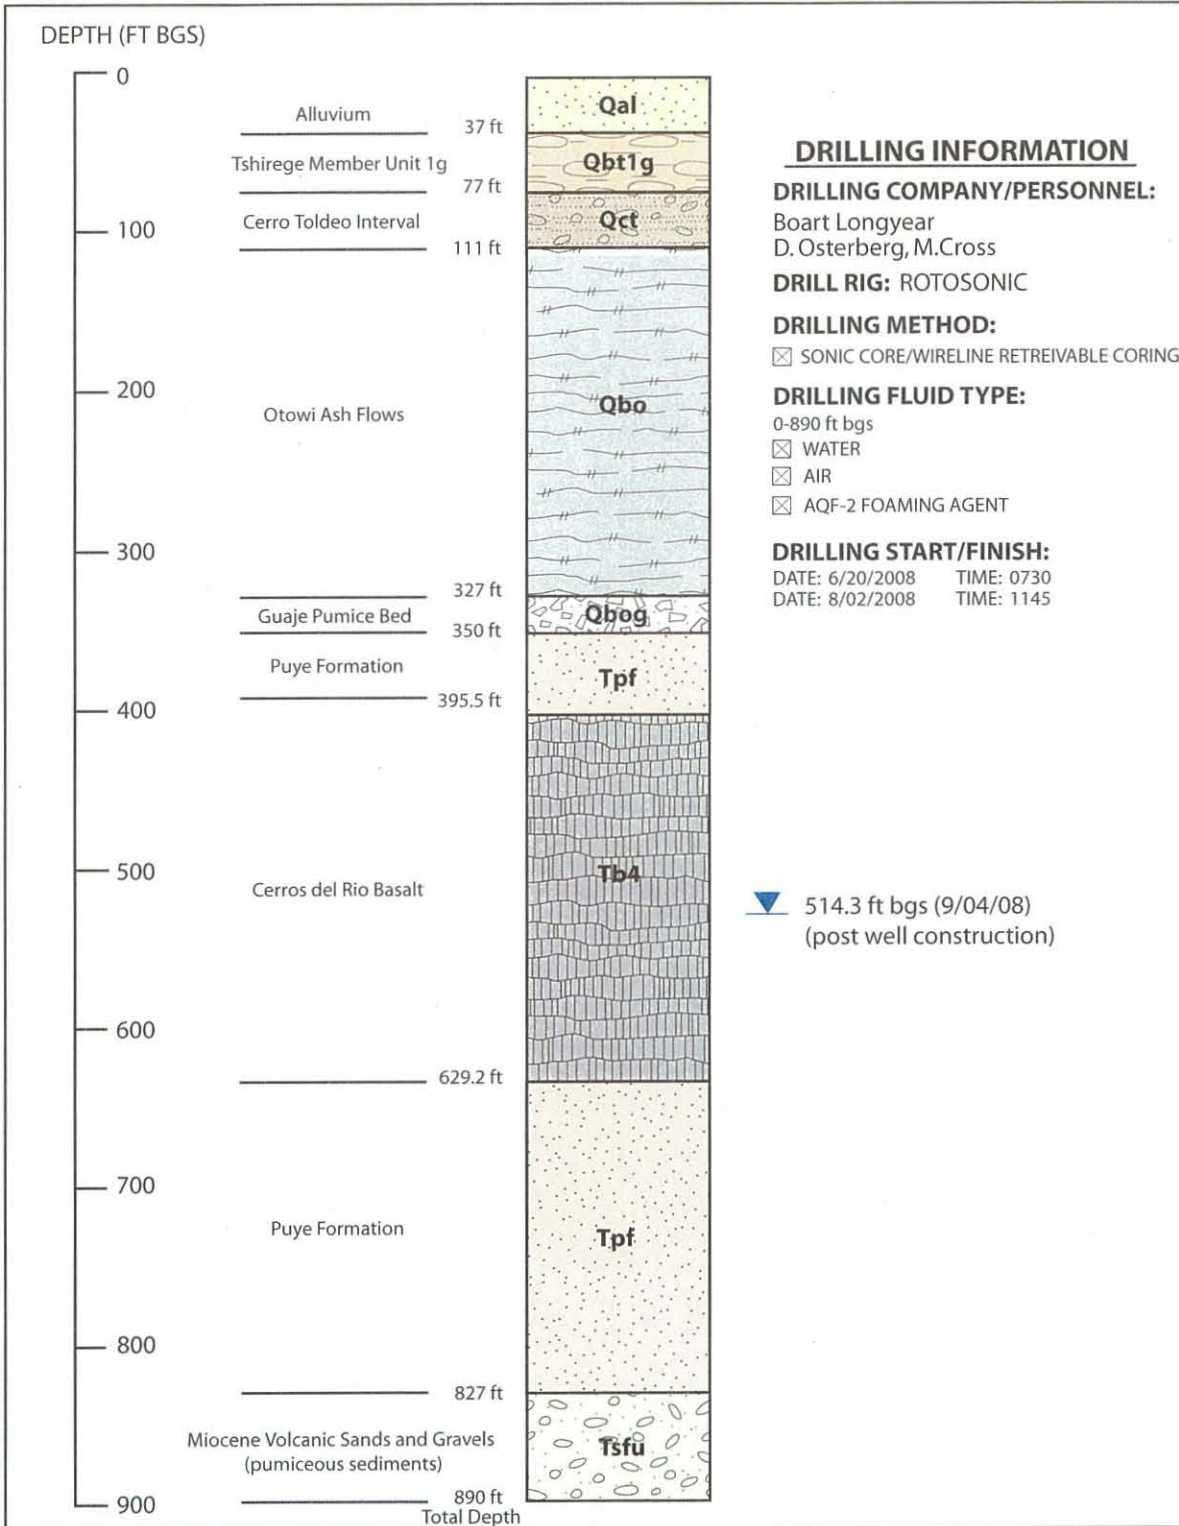 DEPTH (FT BGS)
0
100
200
300
400
500
600
700
800
900
Alluvium
37 ft
Tshirege Member Unit 1g
77 ft
Cerro Toldeo Interval
111 ft
Otowi Ash Flows
327 ft
Guaje Pumice Bed
350 ft
Puye Formation
395.5 ft
Cerros del Rio Basalt
629.2 ft
Puye Formation
827 ft
Miocene Volcanic Sands and Gravels
(pumiceous sediments)
890 ft
Total Depth
Qal
Qbt1g
Qct
Qbo
Qbog
Tpf
Tb4
Tpf
Tsfu
DRILLING INFORMATION
DRILLING COMPANY/PERSONNEL:
Boart Longyear
D. Osterberg, M.Cross
DRILL RIG: ROTOSONIC
DRILLING METHOD:
☒ SONIC CORE/WIRELINE RETREIVABLE CORING
DRILLING FLUID TYPE:
0-890 ft bgs
☒ WATER
☒ AIR
☒ AQF-2 FOAMING AGENT
DRILLING START/FINISH:
DATE: 6/20/2008 TIME: 0730
DATE: 8/02/2008 TIME: 1145
514.3 ft bgs (9/04/08)
(post well construction)